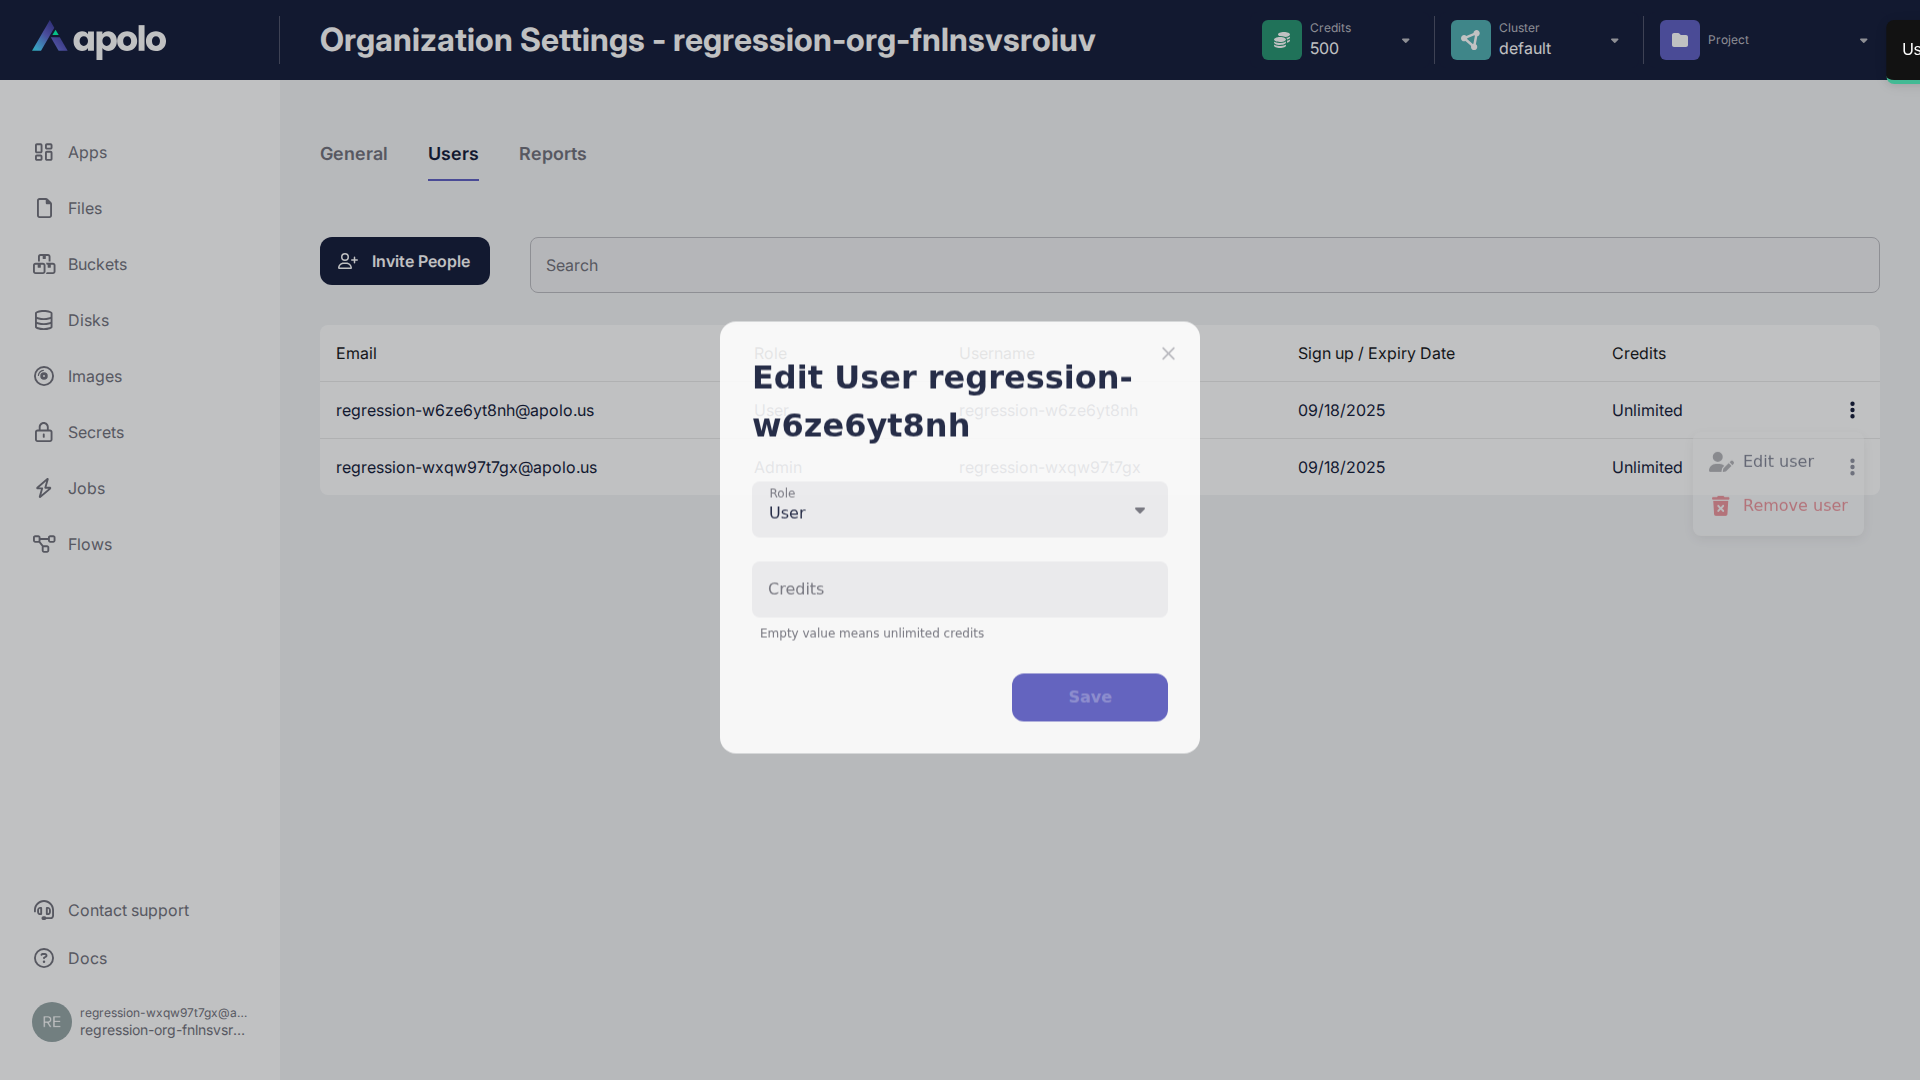 apolo
Organization Settings - regression-org-fnlnsvsroiuv
Credits
500
Cluster
default
Project
Us
Apps
Files
Buckets
Disks
Images
Secrets
Jobs
Flows
General Users Reports
Invite People
Search
Email Role Username Sign up / Expiry Date Credits
regression-w6ze6yt8nh@apolo.us User regression-w6ze6yt8nh 09/18/2025 Unlimited
regression-wxqw97t7gx@apolo.us Admin regression-wxqw97t7gx 09/18/2025 Unlimited
Edit user
Remove user
Edit User regression-
w6ze6yt8nh
Role
User
Credits
Empty value means unlimited credits
Save
Contact support
Docs
RE
regression-wxqw97t7gx@a...
regression-org-fnlnsvsr...